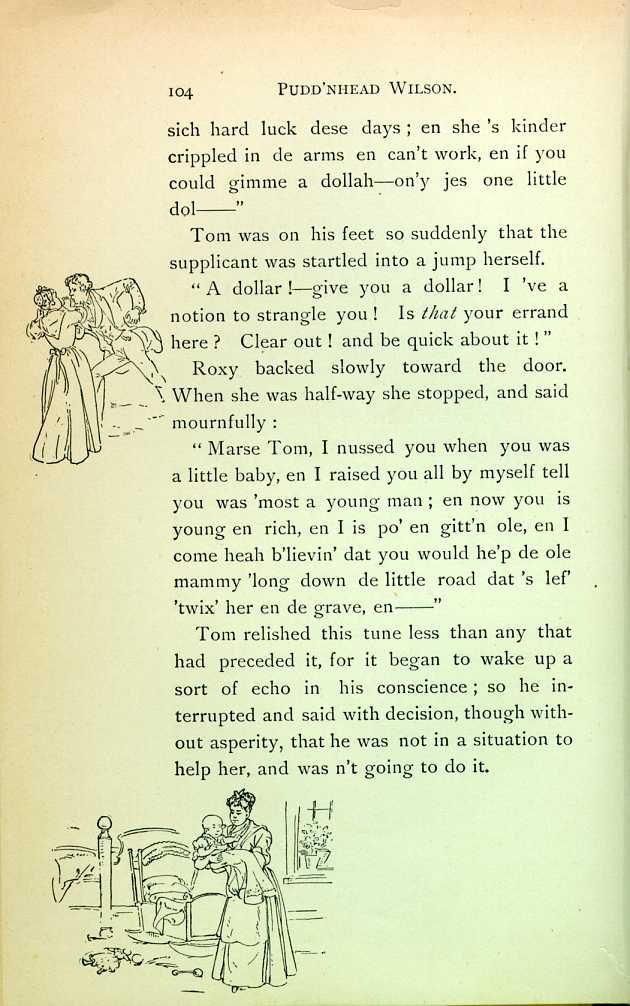 104 PUDD'NHEAD WILSON.
sich hard luck dese days; en she 's kinder
crippled in de arms en can't work, en if you
could gimme a dollah—on'y jes one little
dol——"
Tom was on his feet so suddenly that the
supplicant was startled into a jump herself.
"A dollar!—give you a dollar! I 've a
notion to strangle you! Is that your errand
here? Clear out! and be quick about it!"
Roxy backed slowly toward the door.
When she was half-way she stopped, and said
mournfully:
"Marse Tom, I nussed you when you was
a little baby, en I raised you all by myself tell
you was 'most a young man; en now you is
young en rich, en I is po' en gitt'n ole, en I
come heah b'lievin' dat you would he'p de ole
mammy 'long down de little road dat 's lef'
'twix' her en de grave, en——"
Tom relished this tune less than any that
had preceded it, for it began to wake up a
sort of echo in his conscience; so he in-
terrupted and said with decision, though with-
out asperity, that he was not in a situation to
help her, and was n't going to do it.